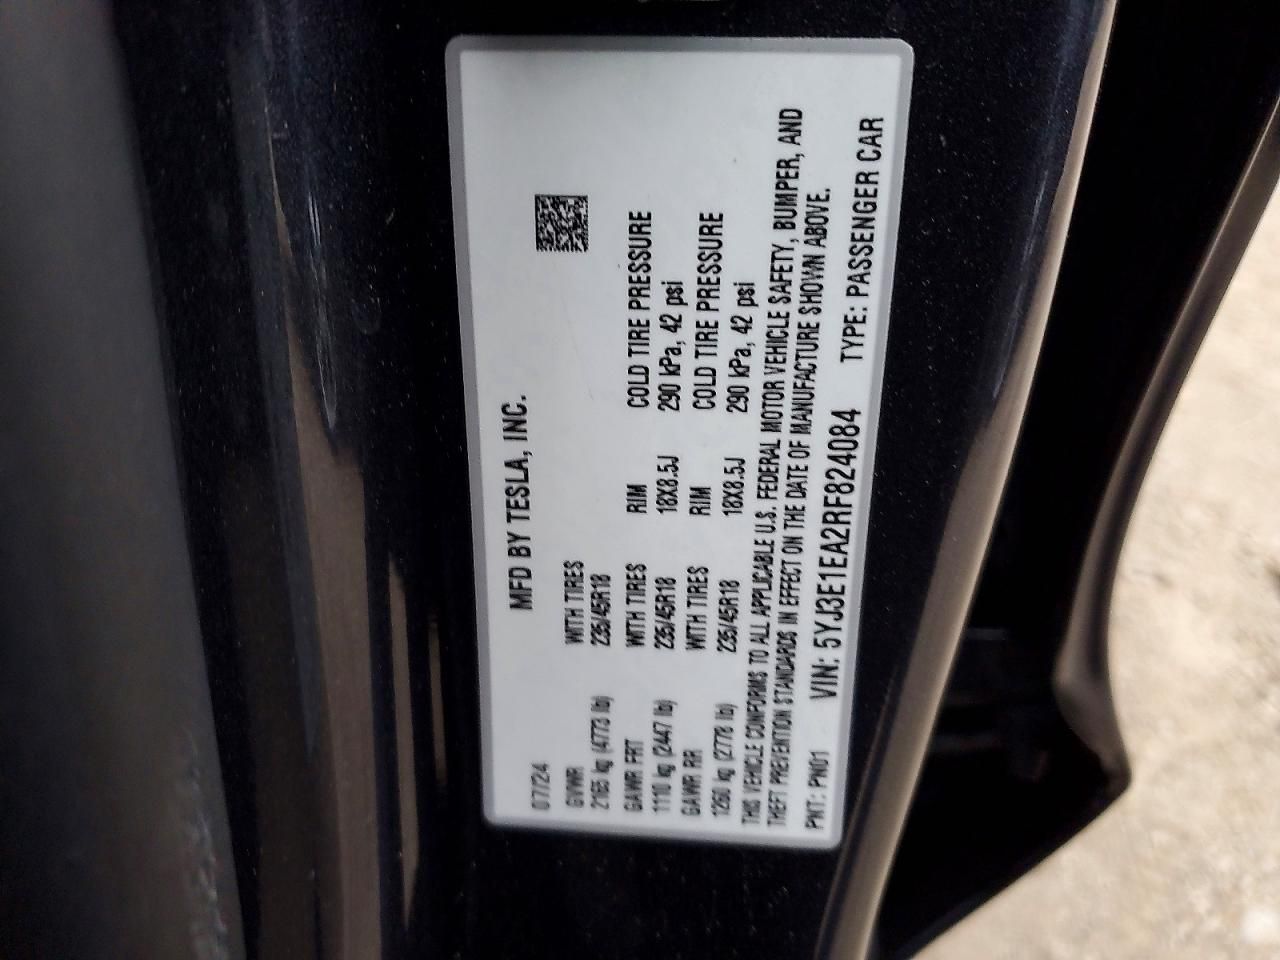 MFD BY TESLA, INC.
07/24
GVWR WITH TIRES
2165 kg (4773 lb) 235/45R18
GAWR FRT WITH TIRES RIM COLD TIRE PRESSURE
1110 kg (2447 lb) 235/45R18 18X8.5J 290 kPa, 42 psi
GAWR RR WITH TIRES RIM COLD TIRE PRESSURE
1260 kg (2778 lb) 235/45R18 18X8.5J 290 kPa, 42 psi
THIS VEHICLE CONFORMS TO ALL APPLICABLE U.S. FEDERAL MOTOR VEHICLE SAFETY, BUMPER, AND
THEFT PREVENTION STANDARDS IN EFFECT ON THE DATE OF MANUFACTURE SHOWN ABOVE.
PNT: PN01 VIN: 5YJ3E1EA2RF824084 TYPE: PASSENGER CAR